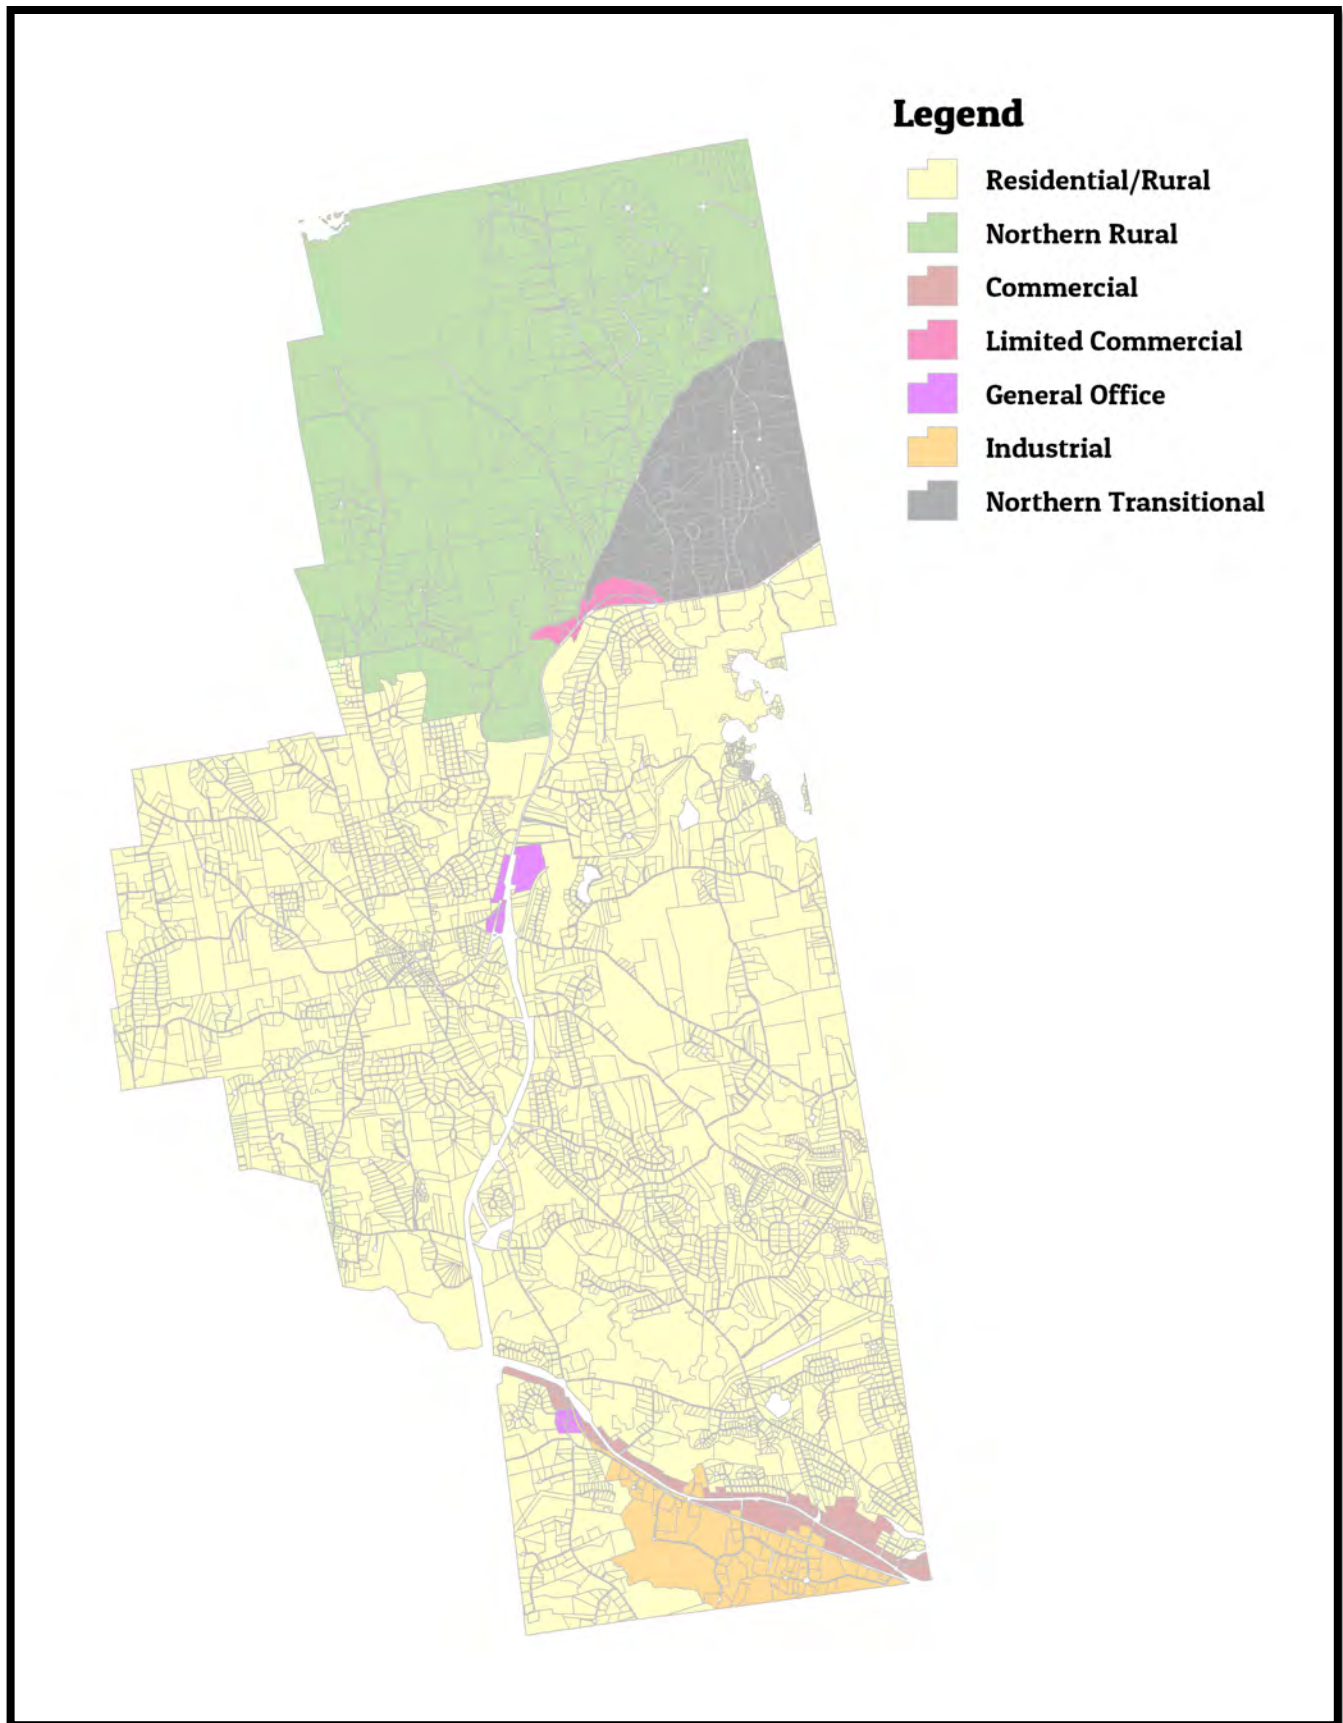 Legend
Residential/Rural
Northern Rural
Commercial
Limited Commercial
General Office
Industrial
Northern Transitional